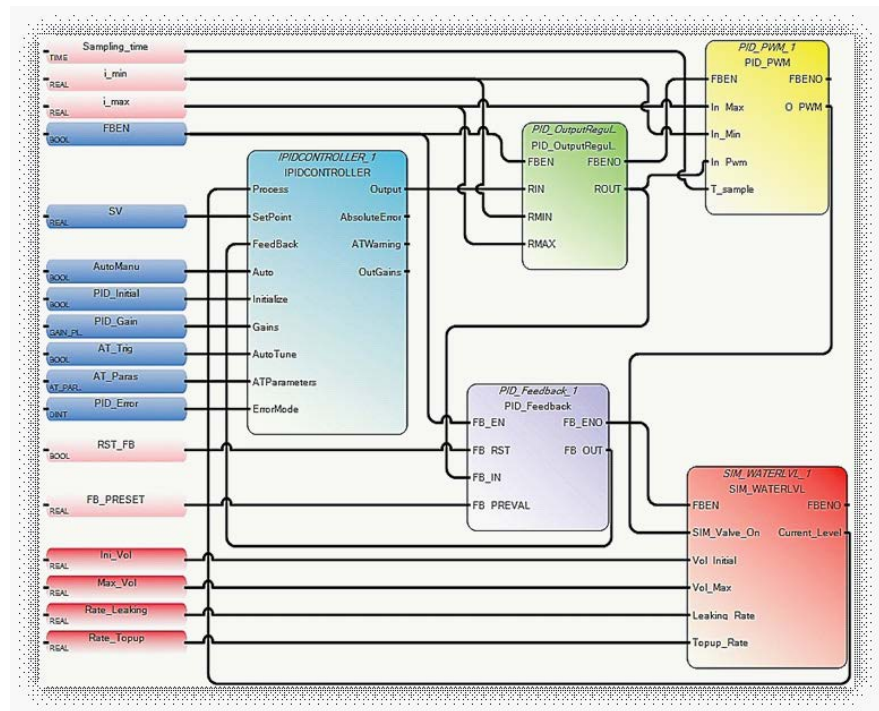 Sampling_time
TIME
i_min
REAL
i_max
REAL
FBEN
BOOL
SV
REAL
AutoManu
BOOL
PID_Initial
BOOL
PID_Gain
GAIN_PI..
AT_Trig
BOOL
AT_Paras
AT_PAR..
PID_Error
DINT
RST_FB
BOOL
FB_PRESET
REAL
Ini_Vol
REAL
Max_Vol
REAL
Rate_Leaking
REAL
Rate_Topup
REAL
IPIDCONTROLLER_1
IPIDCONTROLLER
Process Output
SetPoint AbsoluteError
FeedBack ATWarning
Auto OutGains
Initialize
Gains
AutoTune
ATParameters
ErrorMode
PID_OutputRegul..
PID_OutputRegul..
FBEN FBENO
RIN ROUT
RMIN
RMAX
PID_PWM_1
PID_PWM
FBEN FBENO
In_Max O_PWM
In_Min
In_Pwm
T_sample
PID_Feedback_1
PID_Feedback
FB_EN FB_ENO
FB_RST FB_OUT
FB_IN
FB_PREVAL
SIM_WATERLVL_1
SIM_WATERLVL
FBEN FBENO
SIM_Valve_On Current_Level
Vol_Initial
Vol_Max
Leaking_Rate
Topup_Rate